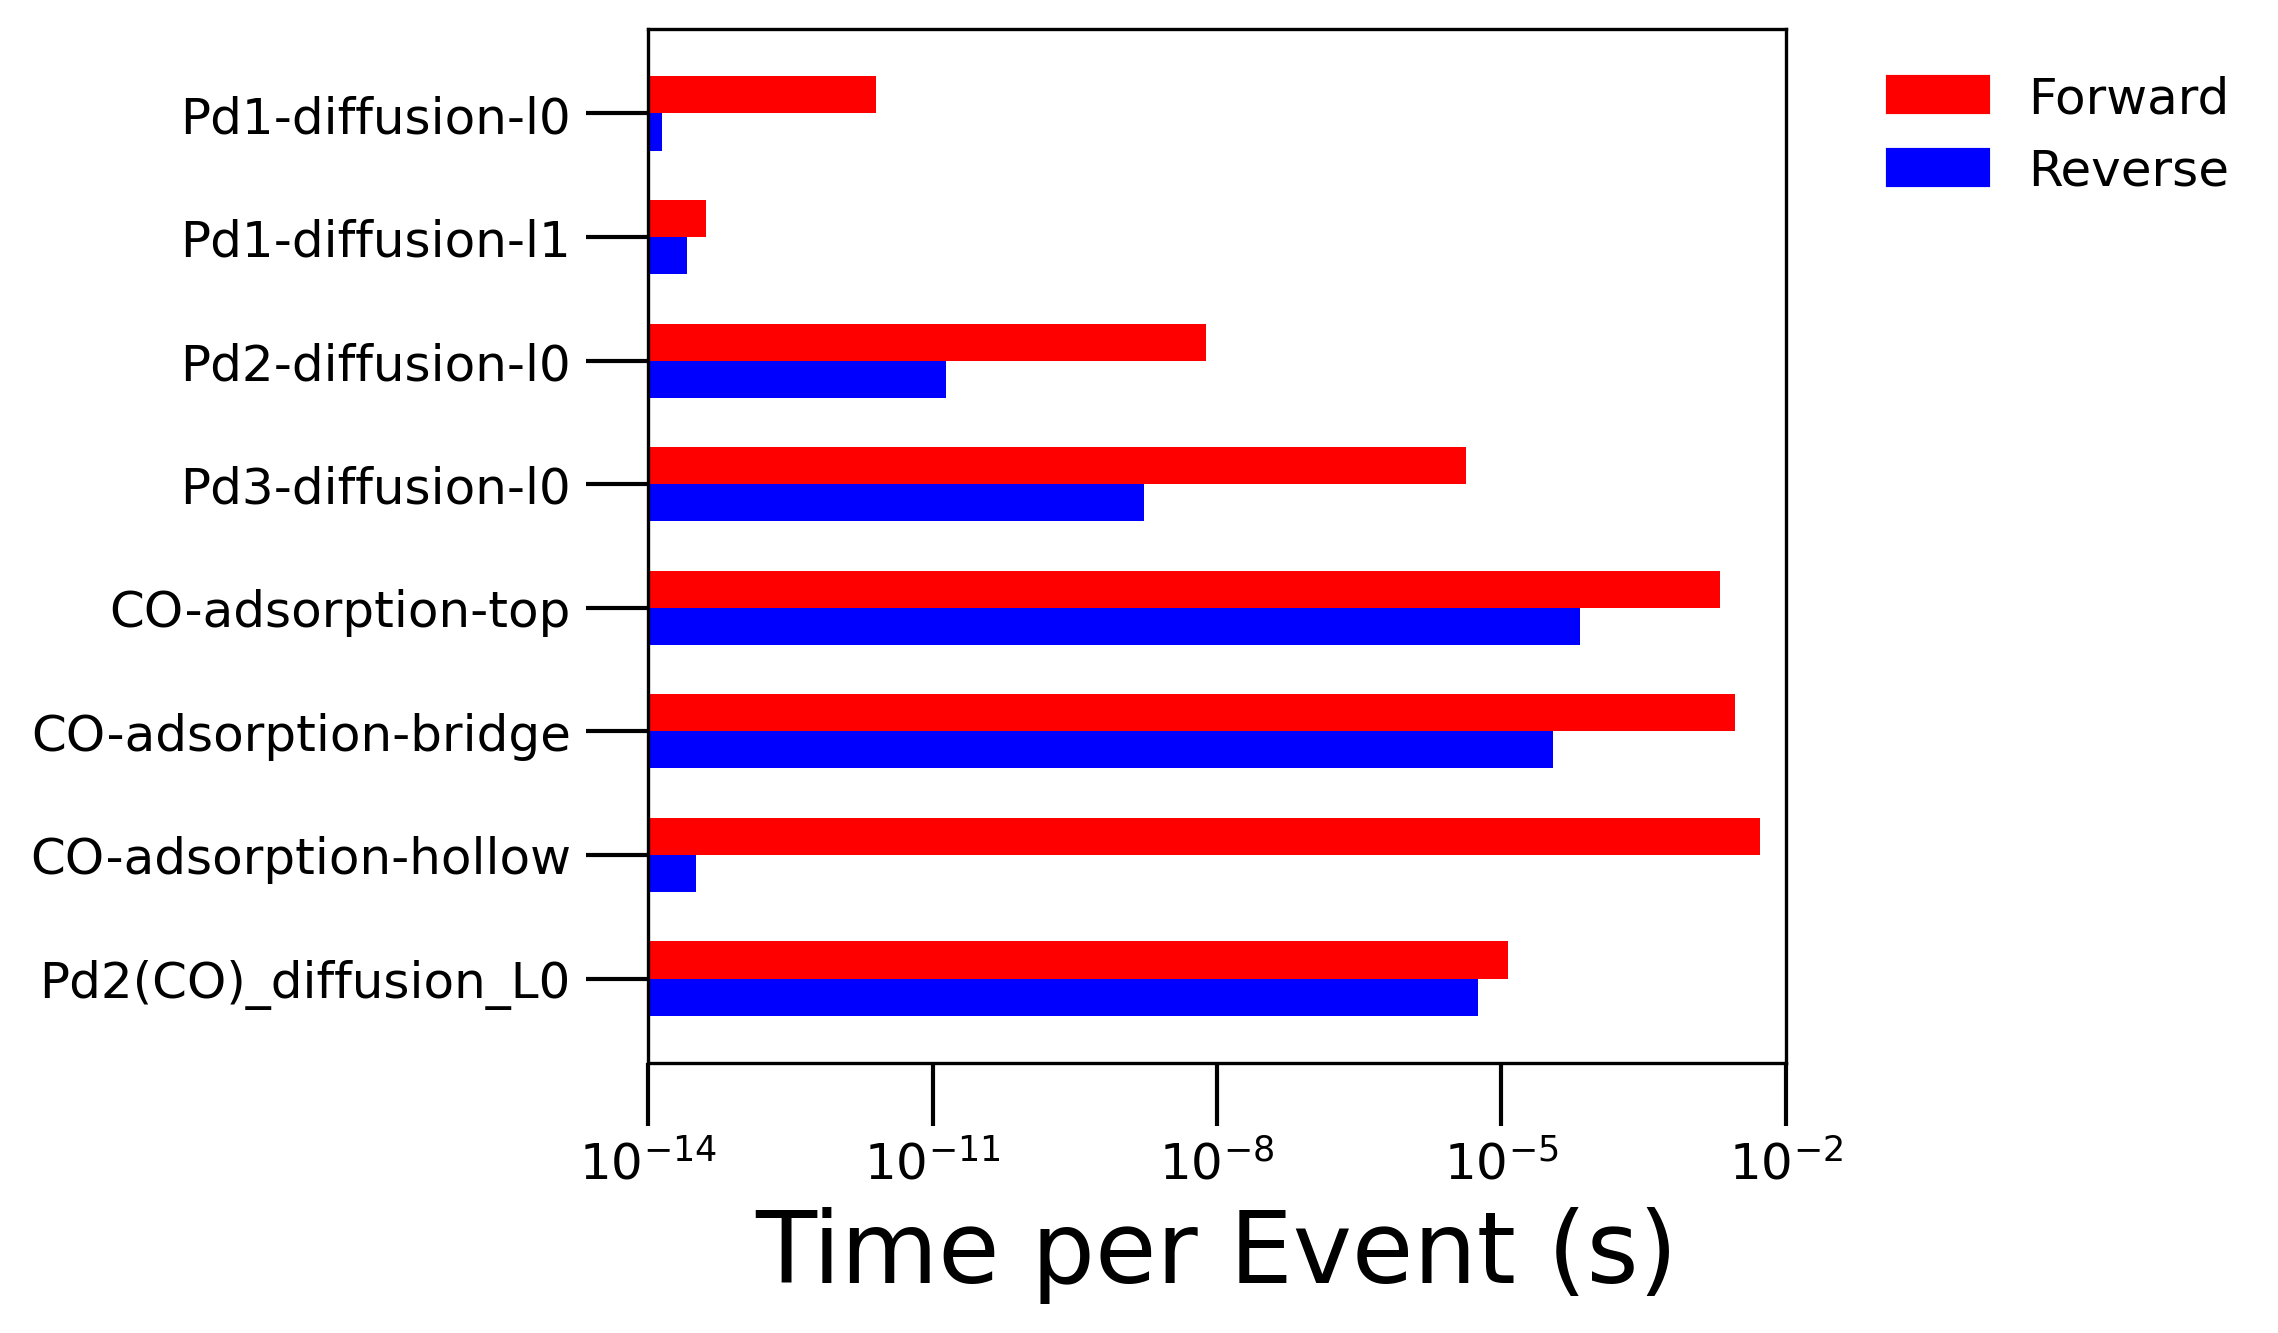 Pd1-diffusion-l0
Pd1-diffusion-l1
Pd2-diffusion-l0
Pd3-diffusion-l0
CO-adsorption-top
CO-adsorption-bridge
CO-adsorption-hollow
Pd2(CO)_diffusion_L0
10⁻¹⁴ 10⁻¹¹ 10⁻⁸ 10⁻⁵ 10⁻²
Time per Event (s)
Forward
Reverse